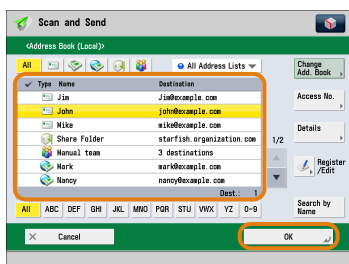 Scan and Send
<Address Book (Local)>
All
All Address Lists
Change Add. Book
Type Name Destination
Jim Jim@example.com
John john@example.com
Mike mike@example.com
Share Folder starfish.organization.com
Manual team 3 destinations
Mark mark@example.com
Nancy nancy@example.com
Dest.: 1
Access No.
Details
1/2
Register /Edit
All ABC DEF GHI JKL MNO PQR STU VWX YZ 0-9
Search by Name
Cancel
OK